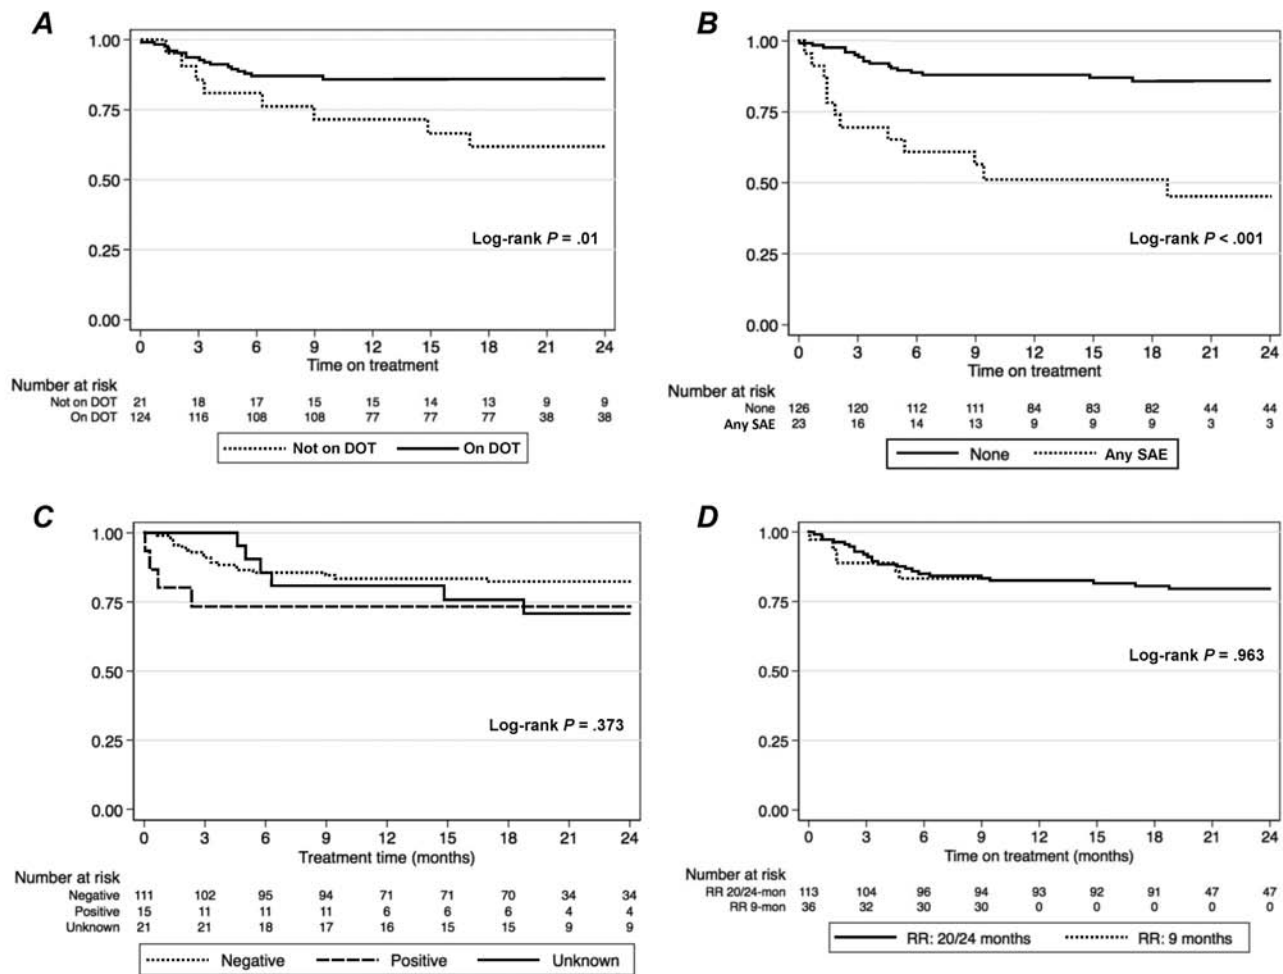 A
1.00
0.75
0.50
0.25
0.00
Log-rank P = .01
0 3 6 9 12 15 18 21 24
Time on treatment
Number at risk
Not on DOT 21 18 17 15 15 14 13 9 9
On DOT 124 116 108 108 77 77 77 38 38
Not on DOT On DOT
B
1.00
0.75
0.50
0.25
0.00
Log-rank P < .001
0 3 6 9 12 15 18 21 24
Time on treatment
Number at risk
None 126 120 112 111 84 83 82 44 44
Any SAE 23 16 14 13 9 9 9 3 3
None Any SAE
C
1.00
0.75
0.50
0.25
0.00
Log-rank P = .373
0 3 6 9 12 15 18 21 24
Treatment time (months)
Number at risk
Negative 111 102 95 94 71 71 70 34 34
Positive 15 11 11 11 6 6 6 4 4
Unknown 21 21 18 17 16 15 15 9 9
Negative Positive Unknown
D
1.00
0.75
0.50
0.25
0.00
Log-rank P = .963
0 3 6 9 12 15 18 21 24
Time on treatment (months)
Number at risk
RR 20/24-mon 113 104 96 94 93 92 91 47 47
RR 9-mon 36 32 30 30 0 0 0 0 0
RR: 20/24 months RR: 9 months